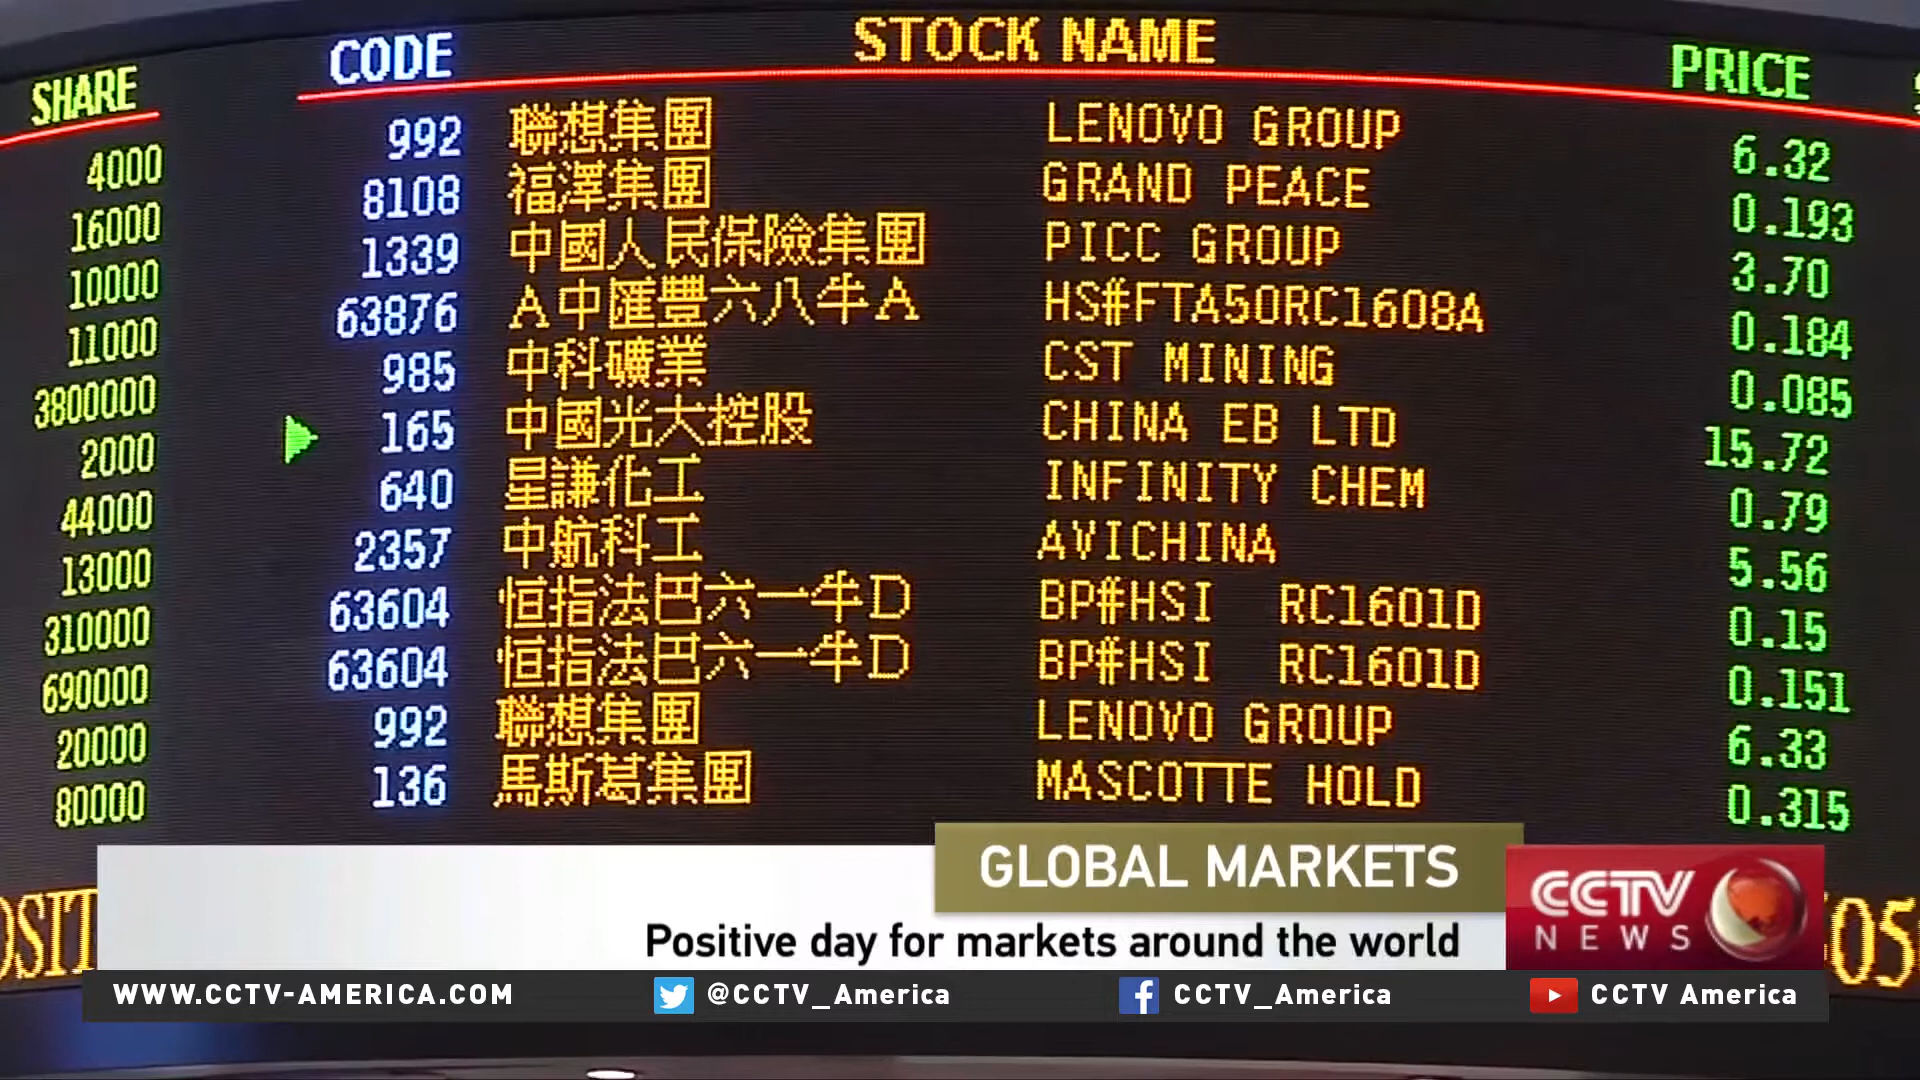 SHARE CODE STOCK NAME PRICE
4000 992 聯想集團 LENOVO GROUP 6.32
16000 8108 福澤集團 GRAND PEACE 0.193
10000 1339 中國人民保險集團 PICC GROUP 3.70
11000 63876 A中匯豐六八牛A HS#FTA50RC1608A 0.184
3800000 985 中科礦業 CST MINING 0.085
2000 165 中國光大控股 CHINA EB LTD 15.72
44000 640 星謙化工 INFINITY CHEM 0.79
13000 2357 中航科工 AVICHINA 5.56
310000 63604 恒指法巴六一牛D BP#HSI RC1601D 0.15
690000 63604 恒指法巴六一牛D BP#HSI RC1601D 0.151
20000 992 聯想集團 LENOVO GROUP 6.33
80000 136 馬斯葛集團 MASCOTTE HOLD 0.315
GLOBAL MARKETS
Positive day for markets around the world
CCTV
NEWS
WWW.CCTV-AMERICA.COM @CCTV_America CCTV_America CCTV America